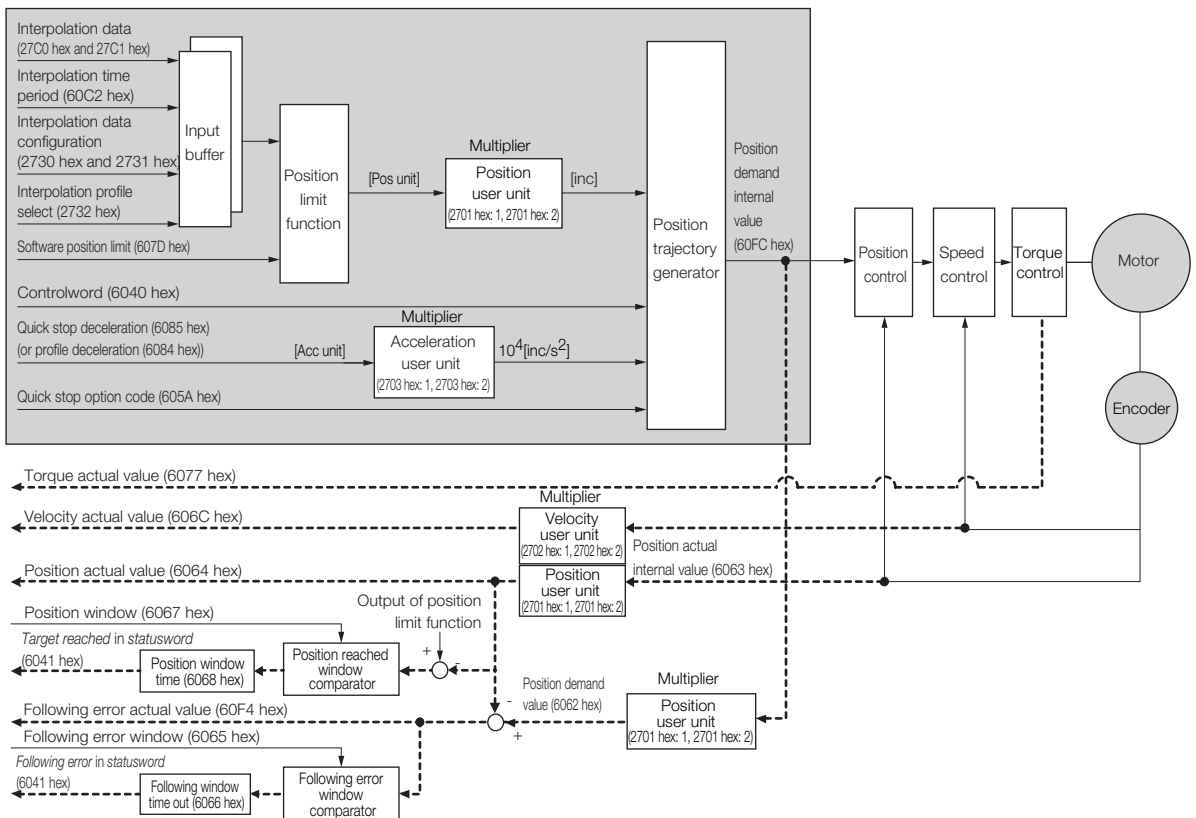 Interpolation data
(27C0 hex and 27C1 hex)
Interpolation time
period (60C2 hex)
Interpolation data
configuration
(2730 hex and 2731 hex)
Interpolation profile
select (2732 hex)
Software position limit (607D hex)
Controlword (6040 hex)
Quick stop deceleration (6085 hex)
(or profile deceleration (6084 hex))
Quick stop option code (605A hex)
Input
buffer
Position
limit
function
[Pos unit]
Multiplier
Position
user unit
(2701 hex: 1, 2701 hex: 2)
[inc]
[Acc unit]
Multiplier
Acceleration
user unit
(2703 hex: 1, 2703 hex: 2)
10^4[inc/s^2]
Position
trajectory
generator
Position
demand
internal
value
(60FC hex)
Position
control
Speed
control
Torque
control
Motor
Encoder
Torque actual value (6077 hex)
Velocity actual value (606C hex)
Multiplier
Velocity
user unit
(2702 hex: 1, 2702 hex: 2)
Position actual
internal value (6063 hex)
Position actual value (6064 hex)
Position
user unit
(2701 hex: 1, 2701 hex: 2)
Position window (6067 hex)
Output of position
limit function
+
-
Target reached in statusword
(6041 hex)
Position window
time (6068 hex)
Position reached
window
comparator
Position demand
value (6062 hex)
Multiplier
Position
user unit
(2701 hex: 1, 2701 hex: 2)
-
+
Following error actual value (60F4 hex)
Following error window (6065 hex)
Following error in statusword
(6041 hex)
Following window
time out (6066 hex)
Following error
window
comparator